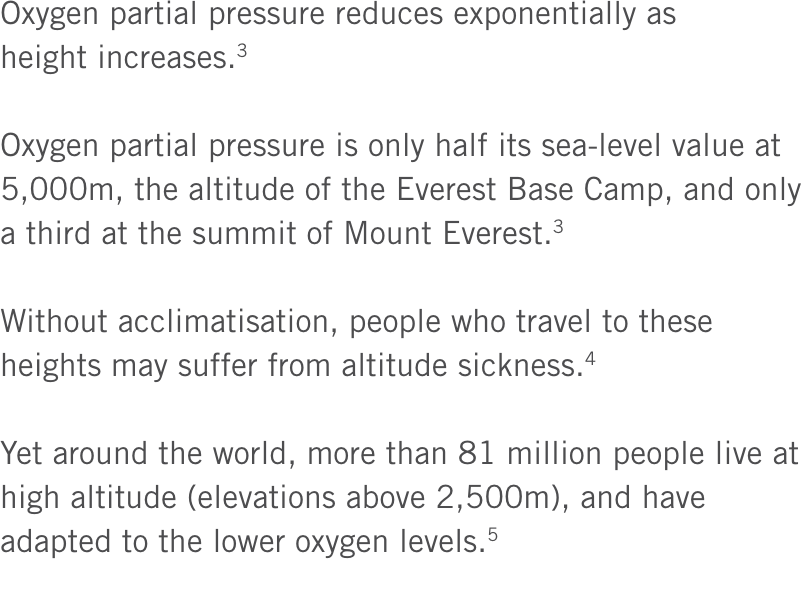 Oxygen partial pressure reduces exponentially as
height increases.³
Oxygen partial pressure is only half its sea-level value at
5,000m, the altitude of the Everest Base Camp, and only
a third at the summit of Mount Everest.³
Without acclimatisation, people who travel to these
heights may suffer from altitude sickness.⁴
Yet around the world, more than 81 million people live at
high altitude (elevations above 2,500m), and have
adapted to the lower oxygen levels.⁵